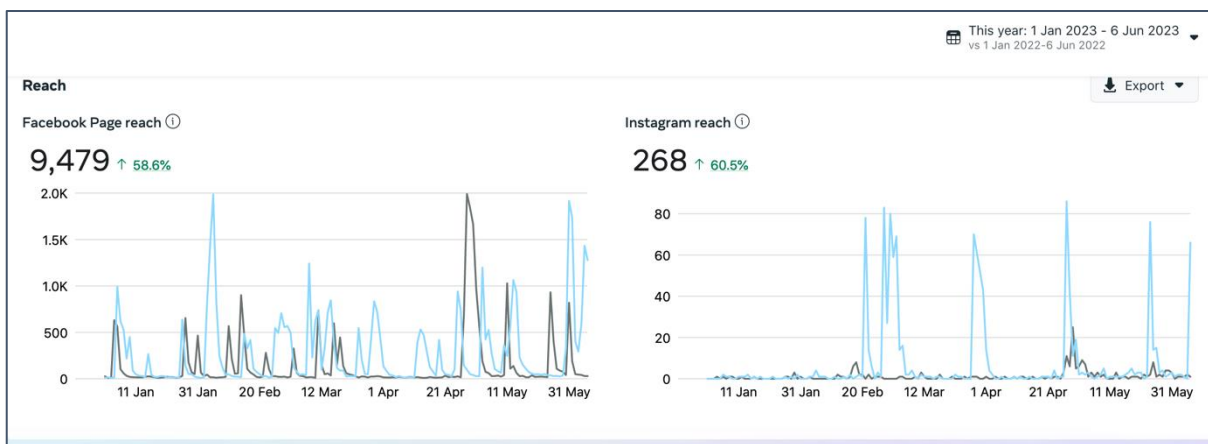 This year: 1 Jan 2023 - 6 Jun 2023
vs 1 Jan 2022-6 Jun 2022
Reach
Export
Facebook Page reach
9,479 ↑ 58.6%
2.0K
1.5K
1.0K
500
0
11 Jan 31 Jan 20 Feb 12 Mar 1 Apr 21 Apr 11 May 31 May
Instagram reach
268 ↑ 60.5%
80
60
40
20
0
11 Jan 31 Jan 20 Feb 12 Mar 1 Apr 21 Apr 11 May 31 May